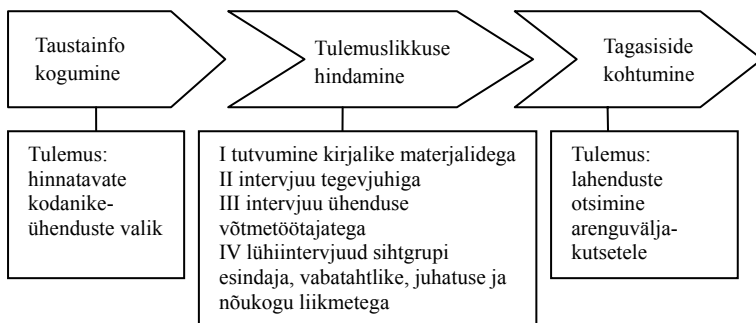 Taustainfo
kogumine
Tulemuslikkuse
hindamine
Tagasiside
kohtumine
Tulemus:
hinnatavate
kodanike-
ühenduste valik
I tutvumine kirjalike materjalidega
II intervjuu tegevjuhiga
III intervjuu ühenduse
võtmetöötajatega
IV lühiintervjuud sihtgrupi
esindaja, vabatahtlike, juhatuse ja
nõukogu liikmetega
Tulemus:
lahenduste
otsimine
arenguvälja-
kutsetele